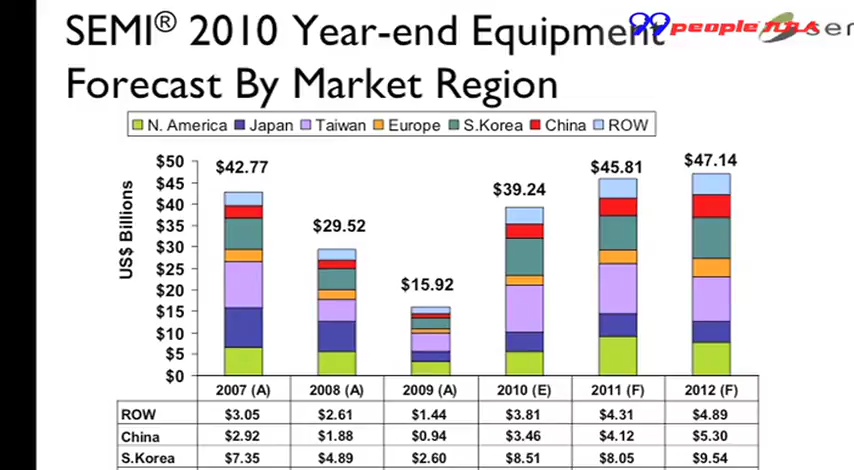 SEMI® 2010 Year-end Equipment
99people
Forecast By Market Region
N. America Japan Taiwan Europe S.Korea China ROW
$50 $42.77 $45.81 $47.14
$45
$40 $39.24
$35
$30 $29.52
$25
$20
$15 $15.92
$10
$5
$0
US$ Billions
2007 (A) 2008 (A) 2009 (A) 2010 (E) 2011 (F) 2012 (F)
ROW $3.05 $2.61 $1.44 $3.81 $4.31 $4.89
China $2.92 $1.88 $0.94 $3.46 $4.12 $5.30
S.Korea $7.35 $4.89 $2.60 $8.51 $8.05 $9.54